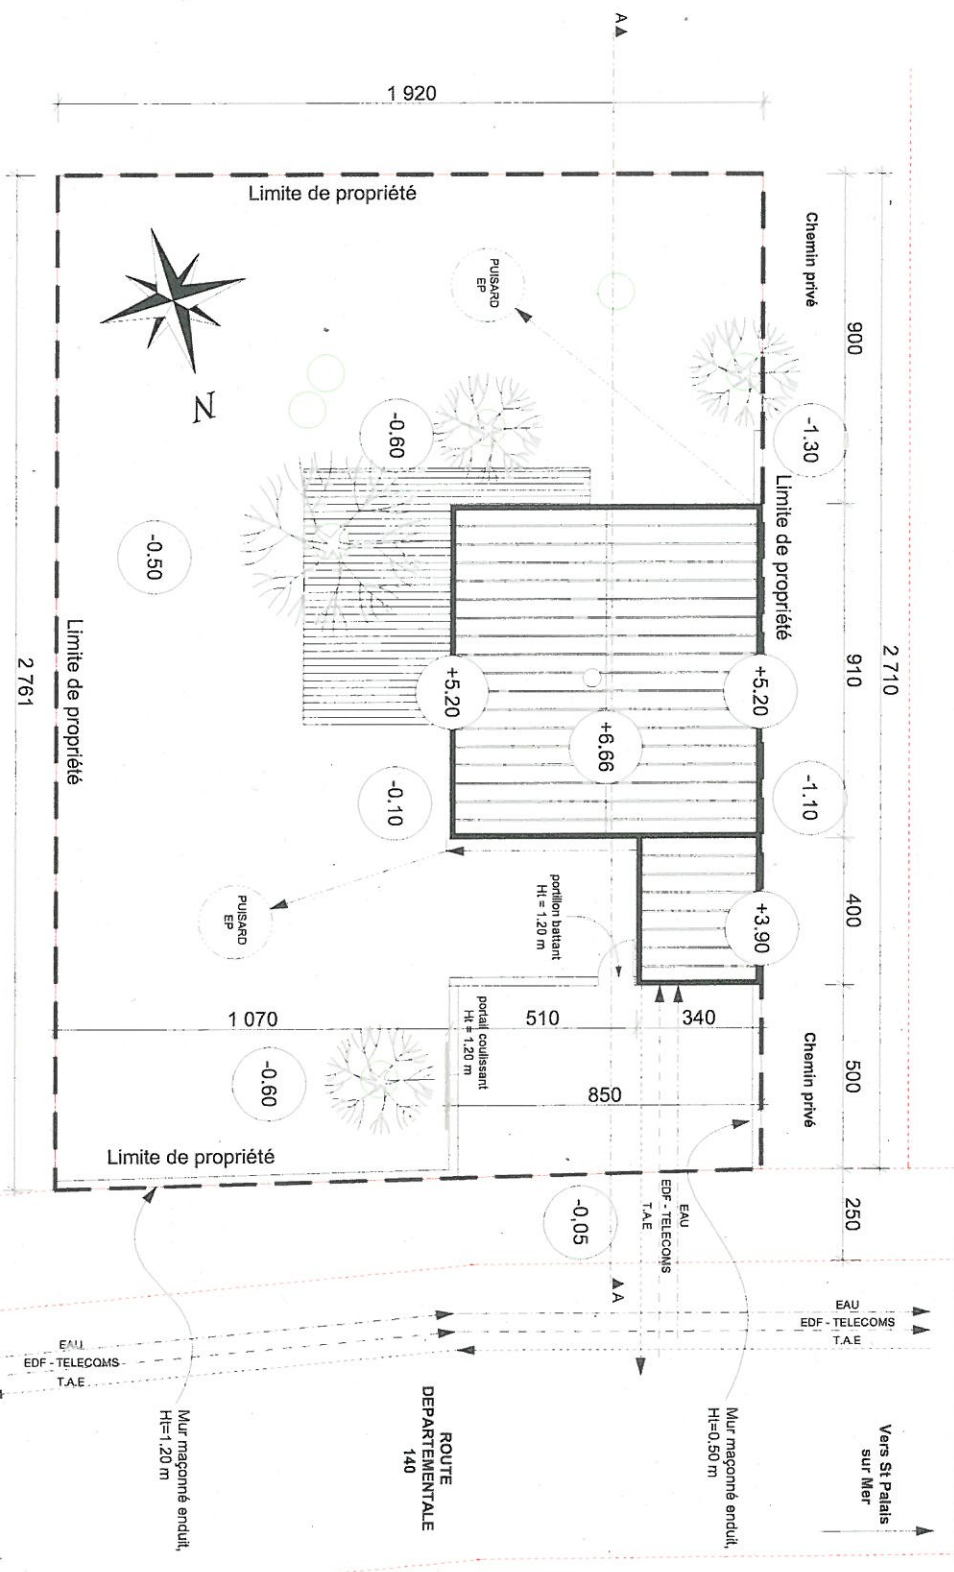 A
1 920
Limite de propriété
Chemin privé
900
PUISARD
EP
N
-1.30
-0.60
Limite de propriété
-0.50
2 710
910
+5.20
+5.20
+6.66
Limite de propriété
2 761
-1.10
-0.10
portillon battant
Ht = 1.20 m
+3.90
400
PUISARD
EP
1 070
510
340
portail coulissant
Ht = 1.20 m
Chemin privé
500
-0.60
850
Limite de propriété
250
-0,05
EAU
EDF - TELECOMS
T.A.E
A
EAU
EDF - TELECOMS
T.A.E
EAU
EDF - TELECOMS
T.A.E
Mur maçonné enduit,
Ht=1.20 m
ROUTE
DEPARTEMENTALE
140
Mur maçonné enduit,
Ht=0.50 m
Vers St Palais
sur Mer